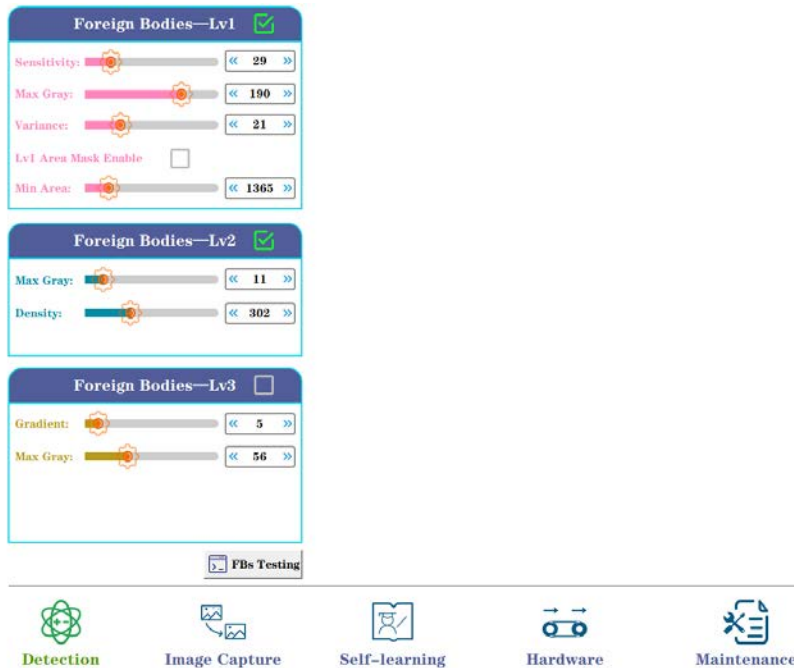 Foreign Bodies—Lv1
Sensitivity: « 29 »
Max Gray: « 190 »
Variance: « 21 »
Lv1 Area Mask Enable
Min Area: « 1365 »
Foreign Bodies—Lv2
Max Gray: « 11 »
Density: « 302 »
Foreign Bodies—Lv3
Gradient: « 5 »
Max Gray: « 56 »
FBs Testing
Detection Image Capture Self-learning Hardware Maintenance